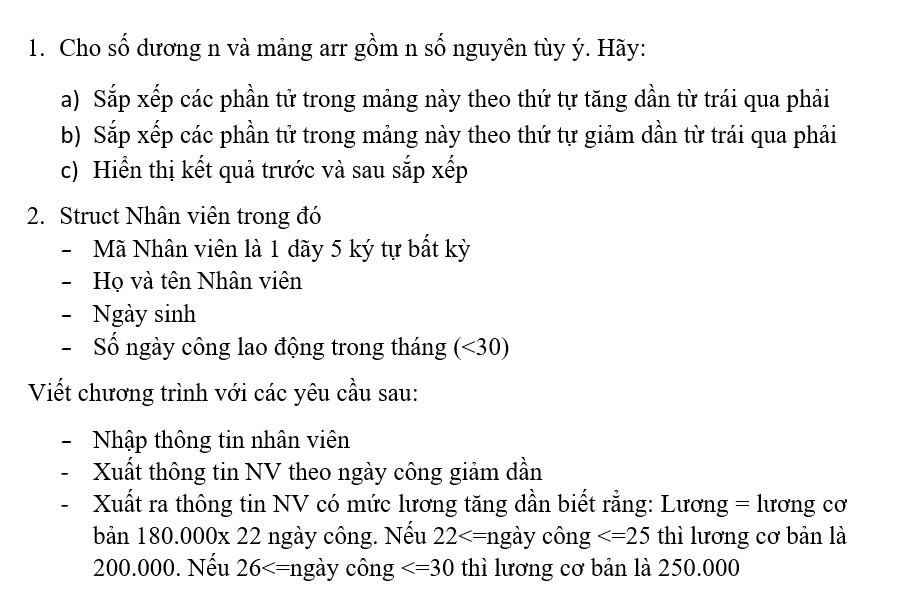 1. Cho số dương n và mảng arr gồm n số nguyên tùy ý. Hãy:
a) Sắp xếp các phần tử trong mảng này theo thứ tự tăng dần từ trái qua phải
b) Sắp xếp các phần tử trong mảng này theo thứ tự giảm dần từ trái qua phải
c) Hiển thị kết quả trước và sau sắp xếp
2. Struct Nhân viên trong đó
- Mã Nhân viên là 1 dãy 5 ký tự bất kỳ
- Họ và tên Nhân viên
- Ngày sinh
- Số ngày công lao động trong tháng (<30)
Viết chương trình với các yêu cầu sau:
- Nhập thông tin nhân viên
- Xuất thông tin NV theo ngày công giảm dần
- Xuất ra thông tin NV có mức lương tăng dần biết rằng: Lương = lương cơ
bản 180.000x 22 ngày công. Nếu 22<=ngày công <=25 thì lương cơ bản là
200.000. Nếu 26<=ngày công <=30 thì lương cơ bản là 250.000